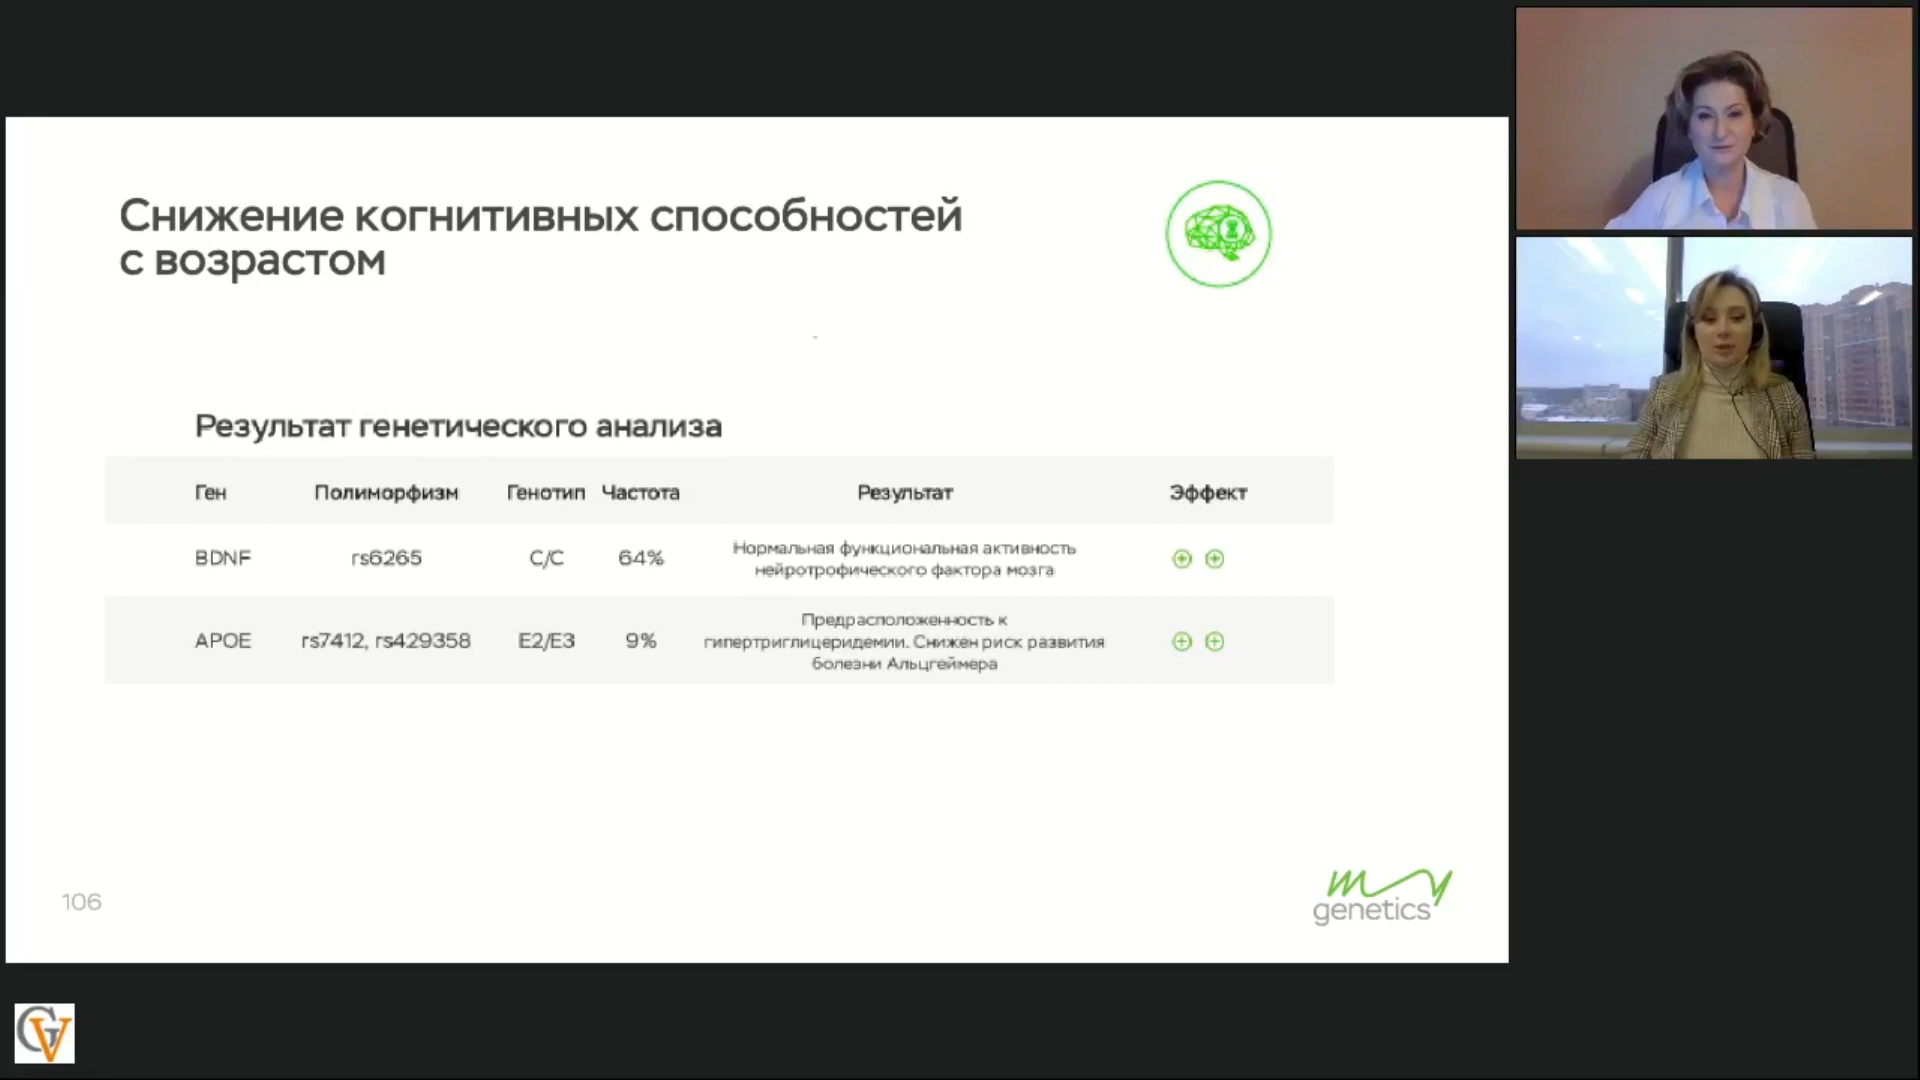 Снижение когнитивных способностей
с возрастом
Результат генетического анализа
Ген Полиморфизм Генотип Частота Результат Эффект
BDNF rs6265 C/C 64% Нормальная функциональная активность
нейротрофического фактора мозга
APOE rs7412, rs429358 E2/E3 9% Предрасположенность к
гипертриглицеридемии. Снижен риск развития
болезни Альцгеймера
106
my
genetics
GV